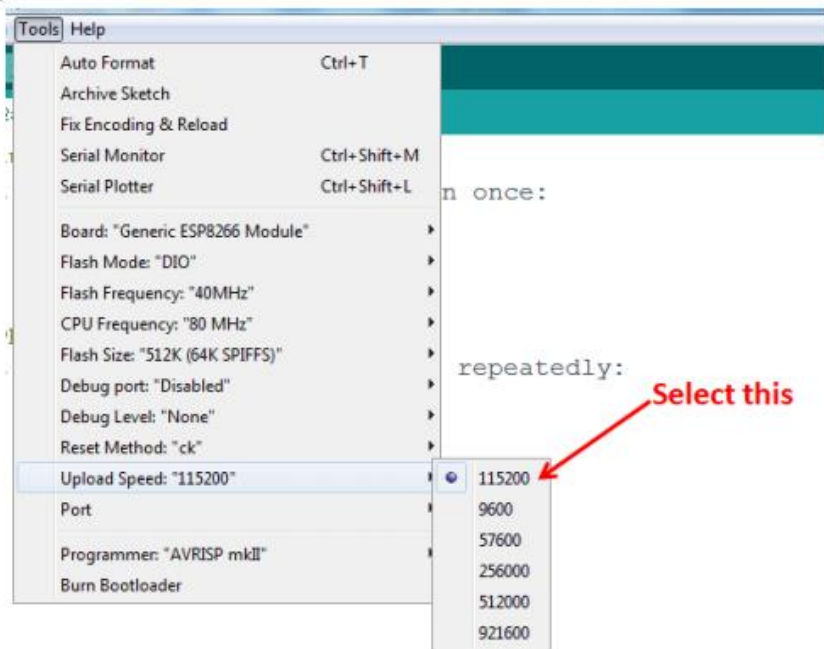 Tools Help
Auto Format Ctrl+T
Archive Sketch
Fix Encoding & Reload
Serial Monitor Ctrl+Shift+M
Serial Plotter Ctrl+Shift+L
n once:
Board: "Generic ESP8266 Module"
Flash Mode: "DIO"
Flash Frequency: "40MHz"
CPU Frequency: "80 MHz"
Flash Size: "512K (64K SPIFFS)"
repeatedly:
Debug port: "Disabled"
Select this
Debug Level: "None"
Reset Method: "ck"
Upload Speed: "115200"
115200
Port
9600
57600
Programmer: "AVRISP mkII"
256000
Burn Bootloader
512000
921600